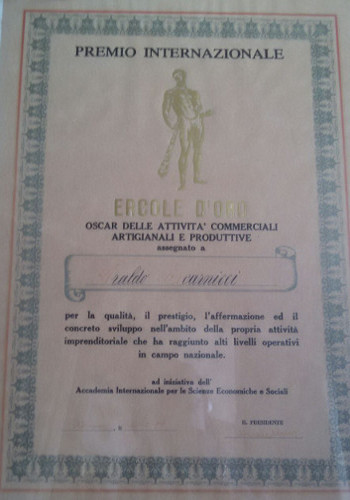 PREMIO INTERNAZIONALE
ERCOLE D'ORO
OSCAR DELLE ATTIVITA' COMMERCIALI
ARTIGIANALI E PRODUTTIVE
assegnato a
per la qualità, il prestigio, l'affermazione ed il
concreto sviluppo nell'ambito della propria attività
imprenditoriale che ha raggiunto alti livelli operativi
in campo nazionale.
ad iniziativa dell'
Accademia Internazionale per le Scienze Economiche e Sociali
IL PRESIDENTE